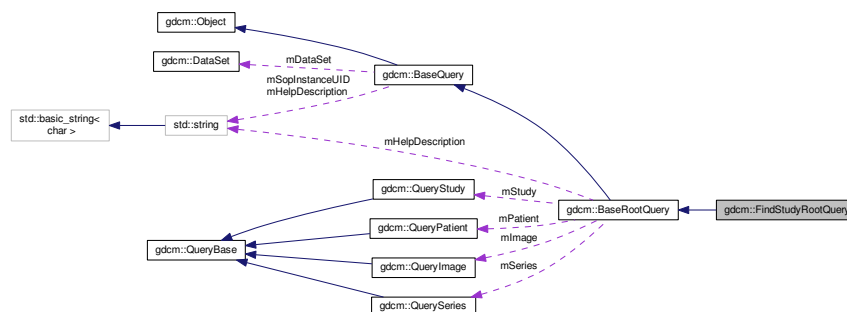 gdcm::Object
gdcm::DataSet
mDataSet
gdcm::BaseQuery
mSopInstanceUID
mHelpDescription
std::basic_string<
char >
std::string
mHelpDescription
gdcm::QueryStudy
mStudy
gdcm::BaseRootQuery
gdcm::FindStudyRootQuery
mPatient
gdcm::QueryPatient
mImage
gdcm::QueryBase
gdcm::QueryImage
mSeries
gdcm::QuerySeries